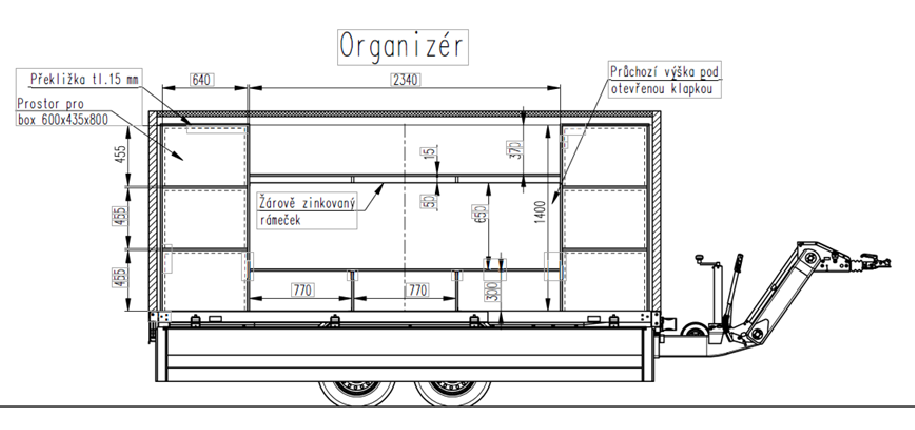 Organizér
640
2340
Překližka tl.15 mm
Průchozí výška pod
otevřenou klapkou
Prostor pro
box 600x435x800
455
15
370
Žárově zinkovaný
rámeček
50
650
1400
455
455
770
770
300